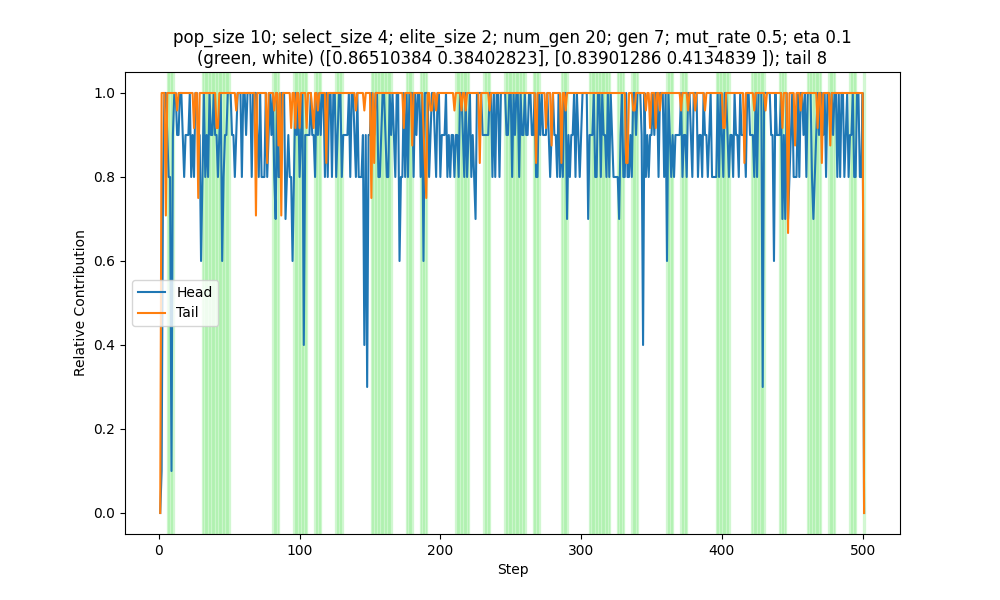 pop_size 10; select_size 4; elite_size 2; num_gen 20; gen 7; mut_rate 0.5; eta 0.1
(green, white) ([0.86510384 0.38402823], [0.83901286 0.4134839 ]); tail 8
1.0
0.8
0.6
0.4
0.2
0.0
Relative Contribution
Head
Tail
0
100
200
300
400
500
Step